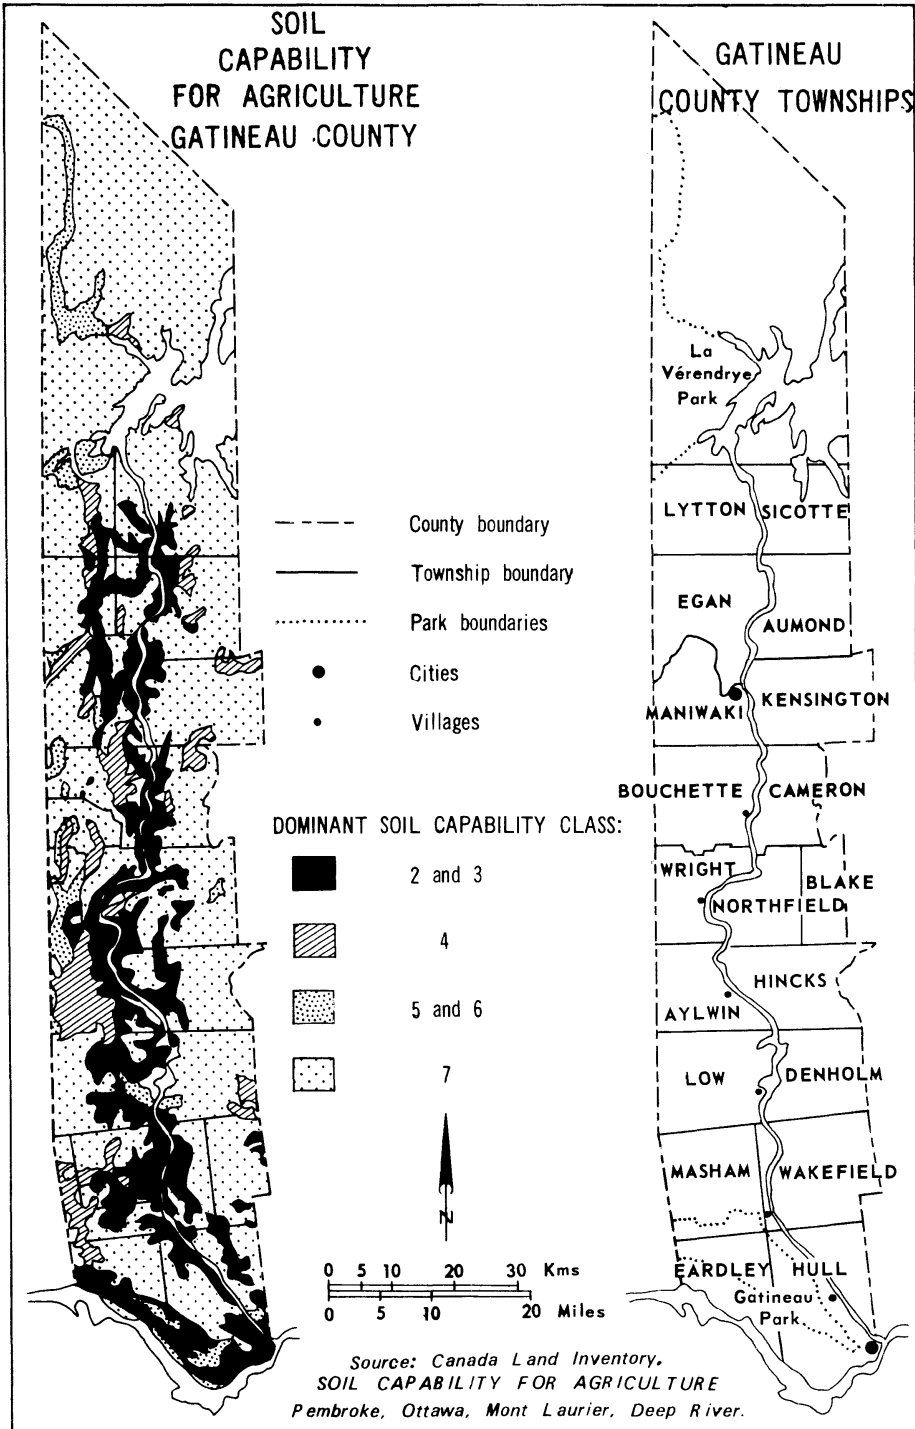 SOIL
CAPABILITY
FOR AGRICULTURE
GATINEAU COUNTY
GATINEAU
COUNTY TOWNSHIPS
La
Vérendrye
Park
LYTTON
SICOTTE
EGAN
AUMOND
MANIWAKI
KENSINGTON
BOUCHETTE
CAMERON
WRIGHT
BLAKE
NORTHFIELD
HINCKS
AYLWIN
LOW
DENHOLM
MASHAM
WAKEFIELD
EARDLEY
HULL
Gatineau
Park
County boundary
Township boundary
Park boundaries
Cities
Villages
DOMINANT SOIL CAPABILITY CLASS:
2 and 3
4
5 and 6
7
N
0 5 10 20 30 Kms
0 5 10 20 Miles
Source: Canada Land Inventory.
SOIL CAPABILITY FOR AGRICULTURE
Pembroke, Ottawa, Mont Laurier, Deep River.